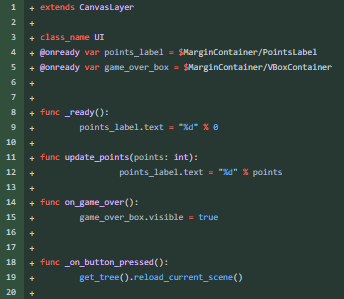 1 + extends CanvasLayer
2 +
3 + class_name UI
4 + @onready var points_label = $MarginContainer/PointsLabel
5 + @onready var game_over_box = $MarginContainer/VBoxContainer
6 +
7 +
8 + func _ready():
9 +         points_label.text = "%d" % 0
10 +
11 + func update_points(points: int):
12 +                 points_label.text = "%d" % points
13 +
14 + func on_game_over():
15 +         game_over_box.visible = true
16 +
17 +
18 + func _on_button_pressed():
19 +         get_tree().reload_current_scene()
20 +